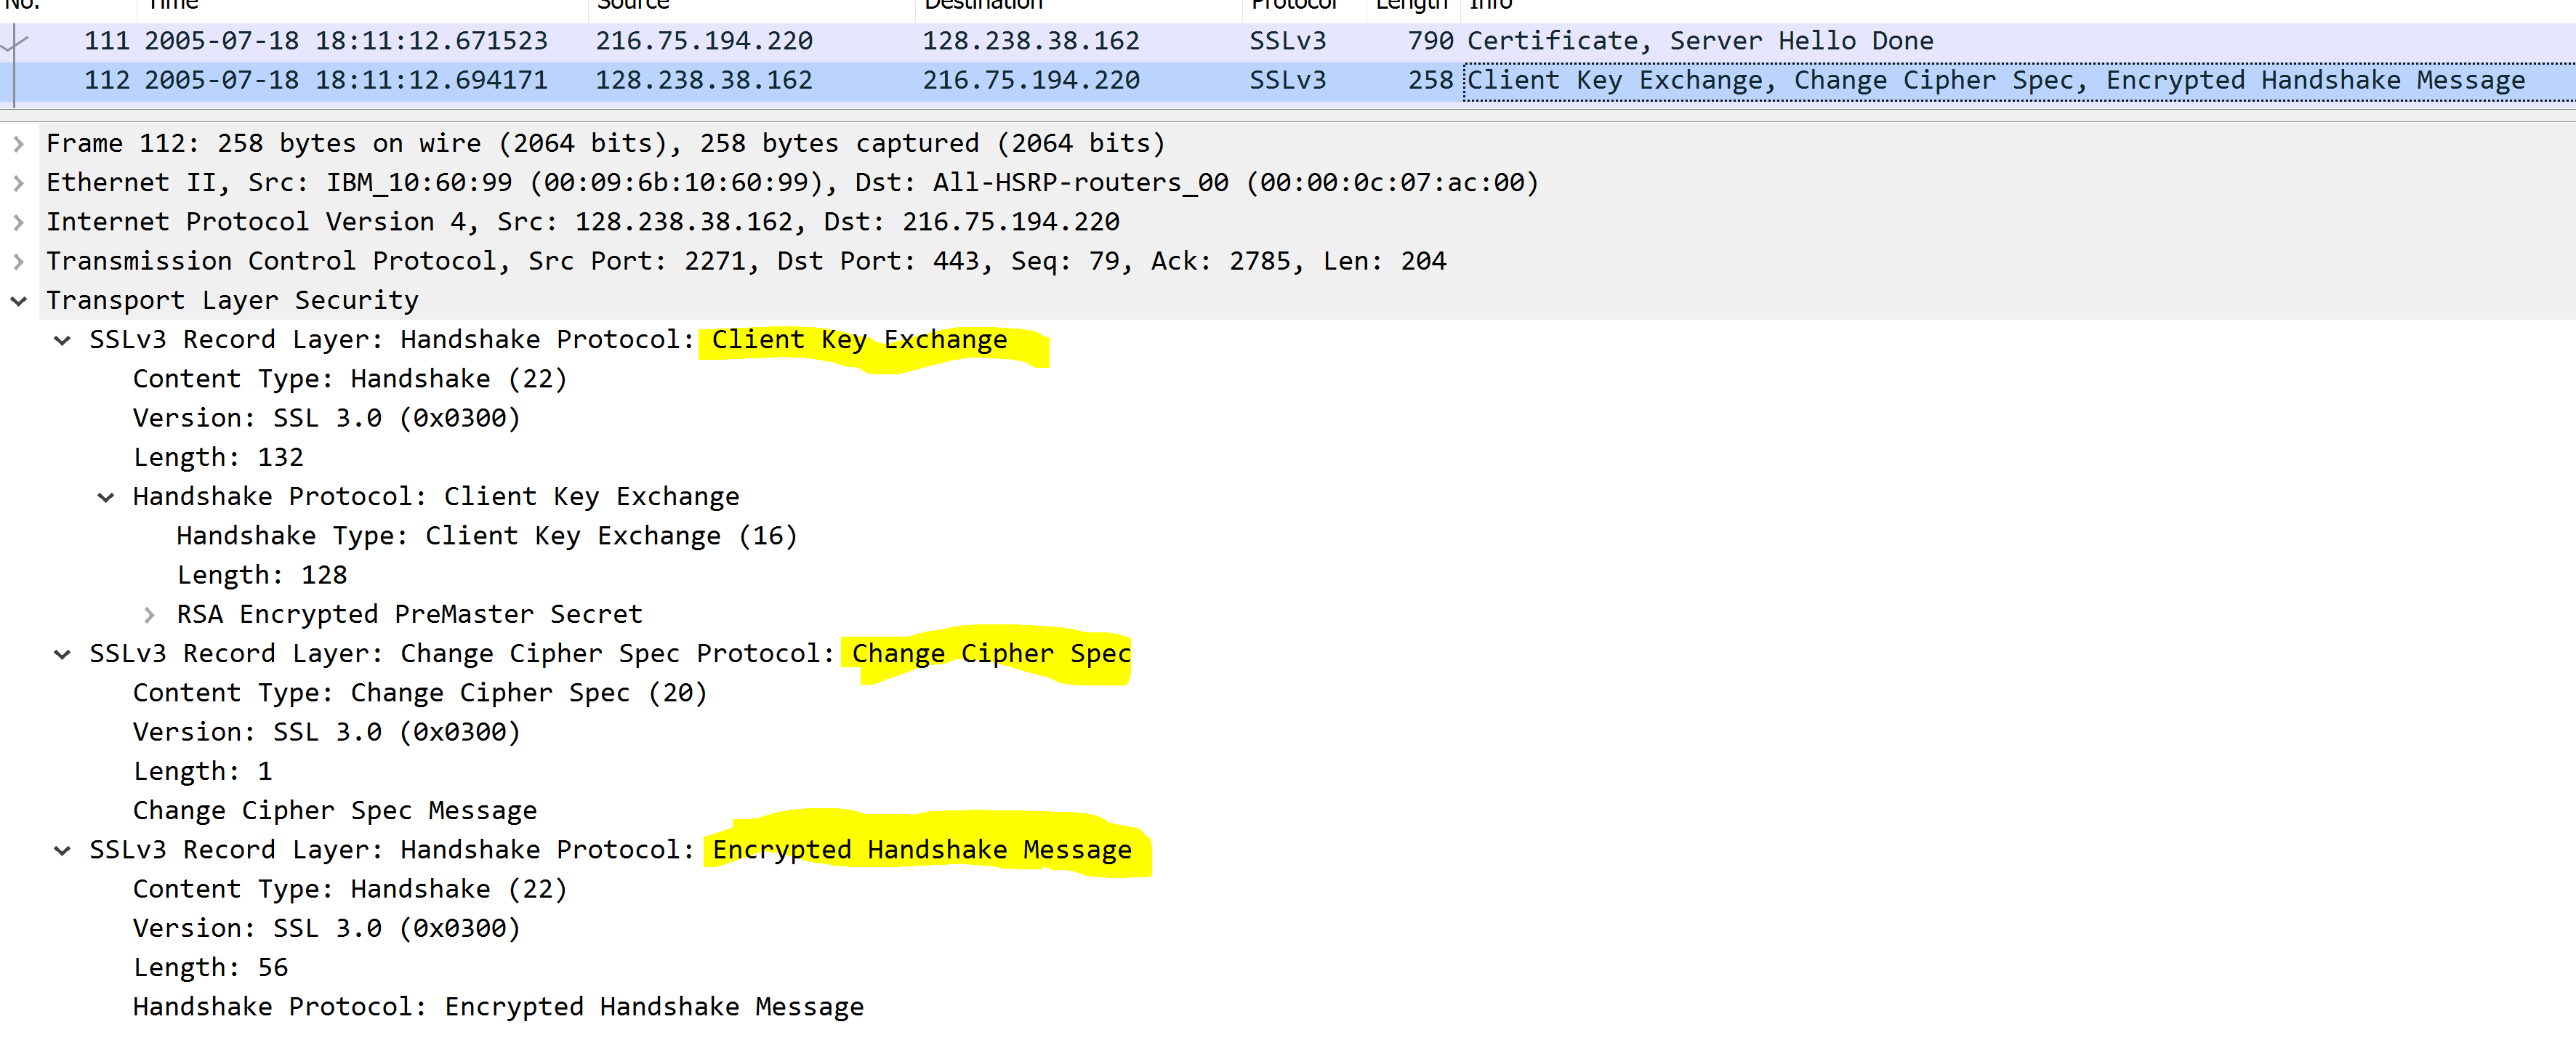 No. Time Source Destination Protocol Length Info
111 2005-07-18 18:11:12.671523 216.75.194.220 128.238.38.162 SSLv3 790 Certificate, Server Hello Done
112 2005-07-18 18:11:12.694171 128.238.38.162 216.75.194.220 SSLv3 258 Client Key Exchange, Change Cipher Spec, Encrypted Handshake Message
Frame 112: 258 bytes on wire (2064 bits), 258 bytes captured (2064 bits)
Ethernet II, Src: IBM_10:60:99 (00:09:6b:10:60:99), Dst: All-HSRP-routers_00 (00:00:0c:07:ac:00)
Internet Protocol Version 4, Src: 128.238.38.162, Dst: 216.75.194.220
Transmission Control Protocol, Src Port: 2271, Dst Port: 443, Seq: 79, Ack: 2785, Len: 204
Transport Layer Security
SSLv3 Record Layer: Handshake Protocol: Client Key Exchange
Content Type: Handshake (22)
Version: SSL 3.0 (0x0300)
Length: 132
Handshake Protocol: Client Key Exchange
Handshake Type: Client Key Exchange (16)
Length: 128
RSA Encrypted PreMaster Secret
SSLv3 Record Layer: Change Cipher Spec Protocol: Change Cipher Spec
Content Type: Change Cipher Spec (20)
Version: SSL 3.0 (0x0300)
Length: 1
Change Cipher Spec Message
SSLv3 Record Layer: Handshake Protocol: Encrypted Handshake Message
Content Type: Handshake (22)
Version: SSL 3.0 (0x0300)
Length: 56
Handshake Protocol: Encrypted Handshake Message